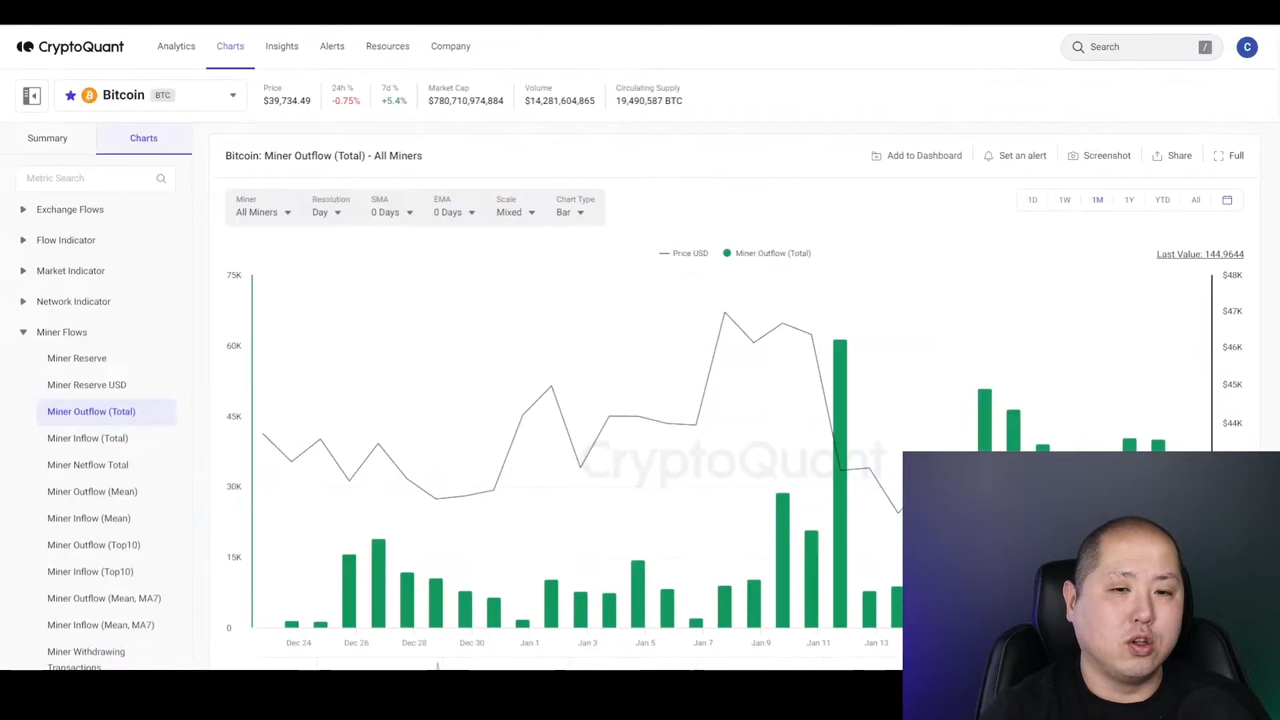 CryptoQuant
Analytics Charts Insights Alerts Resources Company
Search /
C
Bitcoin BTC
Price 24h % 7d % Market Cap Volume Circulating Supply
$39,734.49 -0.75% +5.4% $780,710,974,884 $14,281,604,865 19,490,587 BTC
Summary Charts
Metric Search
Exchange Flows
Flow Indicator
Market Indicator
Network Indicator
Miner Flows
Miner Reserve
Miner Reserve USD
Miner Outflow (Total)
Miner Inflow (Total)
Miner Netflow Total
Miner Outflow (Mean)
Miner Inflow (Mean)
Miner Outflow (Top10)
Miner Inflow (Top10)
Miner Outflow (Mean, MA7)
Miner Inflow (Mean, MA7)
Miner Withdrawing
Transactions
Bitcoin: Miner Outflow (Total) - All Miners
Add to Dashboard Set an alert Screenshot Share Full
Miner Resolution SMA EMA Scale Chart Type
All Miners Day 0 Days 0 Days Mixed Bar
1D 1W 1M 1Y YTD All
Price USD Miner Outflow (Total)
Last Value: 144.9644
75K
60K
45K
30K
15K
0
$48K
$47K
$46K
$45K
$44K
CryptoQuant
Dec 24 Dec 26 Dec 28 Dec 30 Jan 1 Jan 3 Jan 5 Jan 7 Jan 9 Jan 11 Jan 13